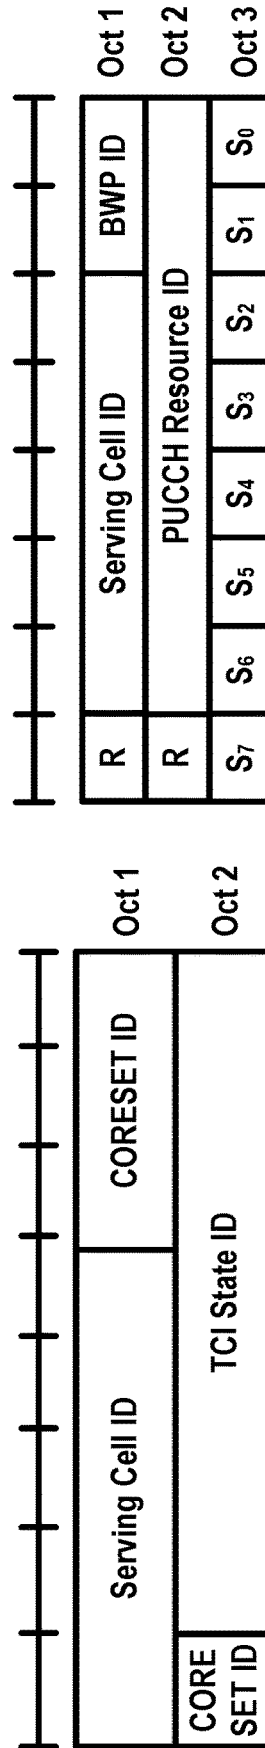 Serving Cell ID
CORESET ID
Oct 1
CORE
SET ID
TCI State ID
Oct 2
R
Serving Cell ID
BWP ID
Oct 1
R
PUCCH Resource ID
Oct 2
S7
S6
S5
S4
S3
S2
S1
S0
Oct 3